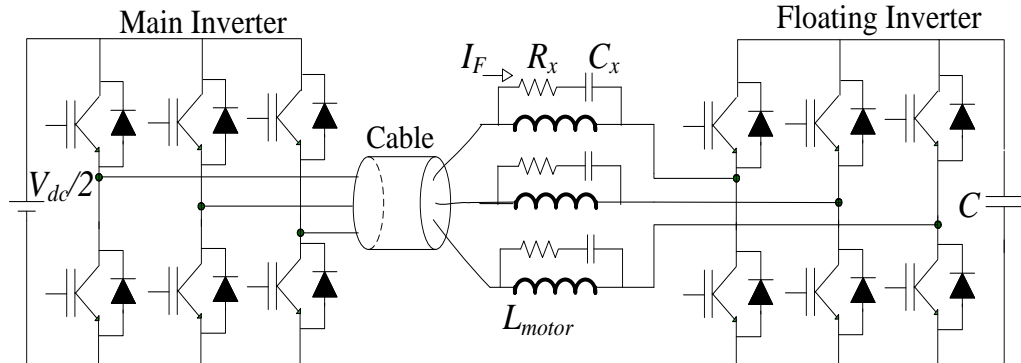 Main Inverter
Floating Inverter
I_F
R_x
C_x
Cable
V_dc/2
C
L_motor